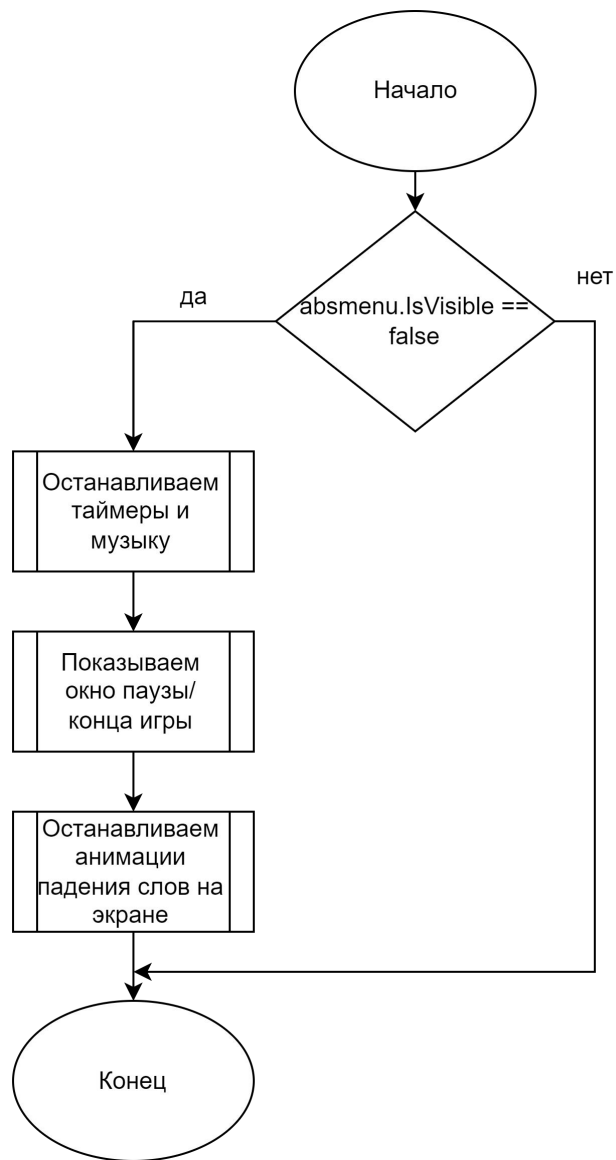 Начало
нет
да
absmenu.IsVisible ==
false
Останавливаем
таймеры и
музыку
Показываем
окно паузы/
конца игры
Останавливаем
анимации
падения слов на
экране
Конец